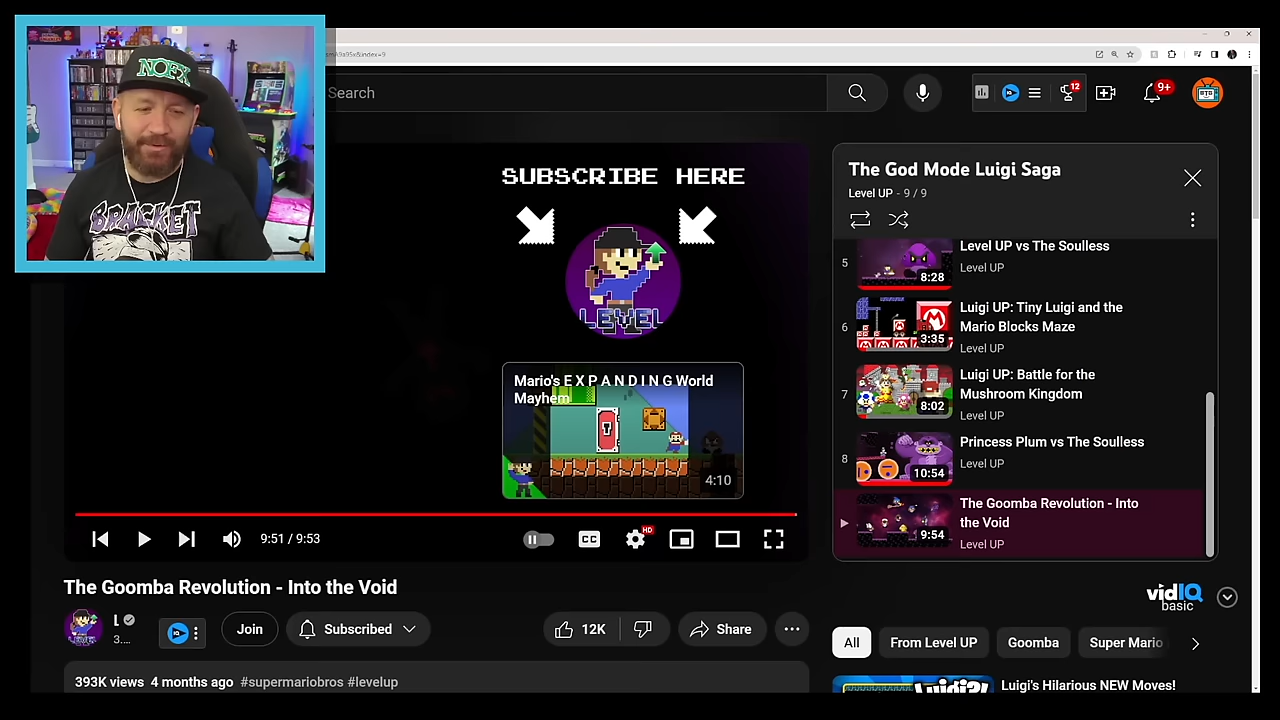 NOFX
BRACKET
Search
12
9+
SUBSCRIBE HERE
LEVEL
Mario's E X P A N D I N G World
Mayhem
4:10
9:51 / 9:53
CC
HD
The God Mode Luigi Saga
Level UP - 9 / 9
5
Level UP vs The Soulless
Level UP
8:28
6
Luigi UP: Tiny Luigi and the
Mario Blocks Maze
Level UP
3:35
7
Luigi UP: Battle for the
Mushroom Kingdom
Level UP
8:02
8
Princess Plum vs The Soulless
Level UP
10:54
The Goomba Revolution - Into
the Void
Level UP
9:54
The Goomba Revolution - Into the Void
L
3....
Join
Subscribed
12K
Share
393K views 4 months ago #supermariobros #levelup
vidIQ
basic
All
From Level UP
Goomba
Super Mario
Luigi?!
Luigi's Hilarious NEW Moves!